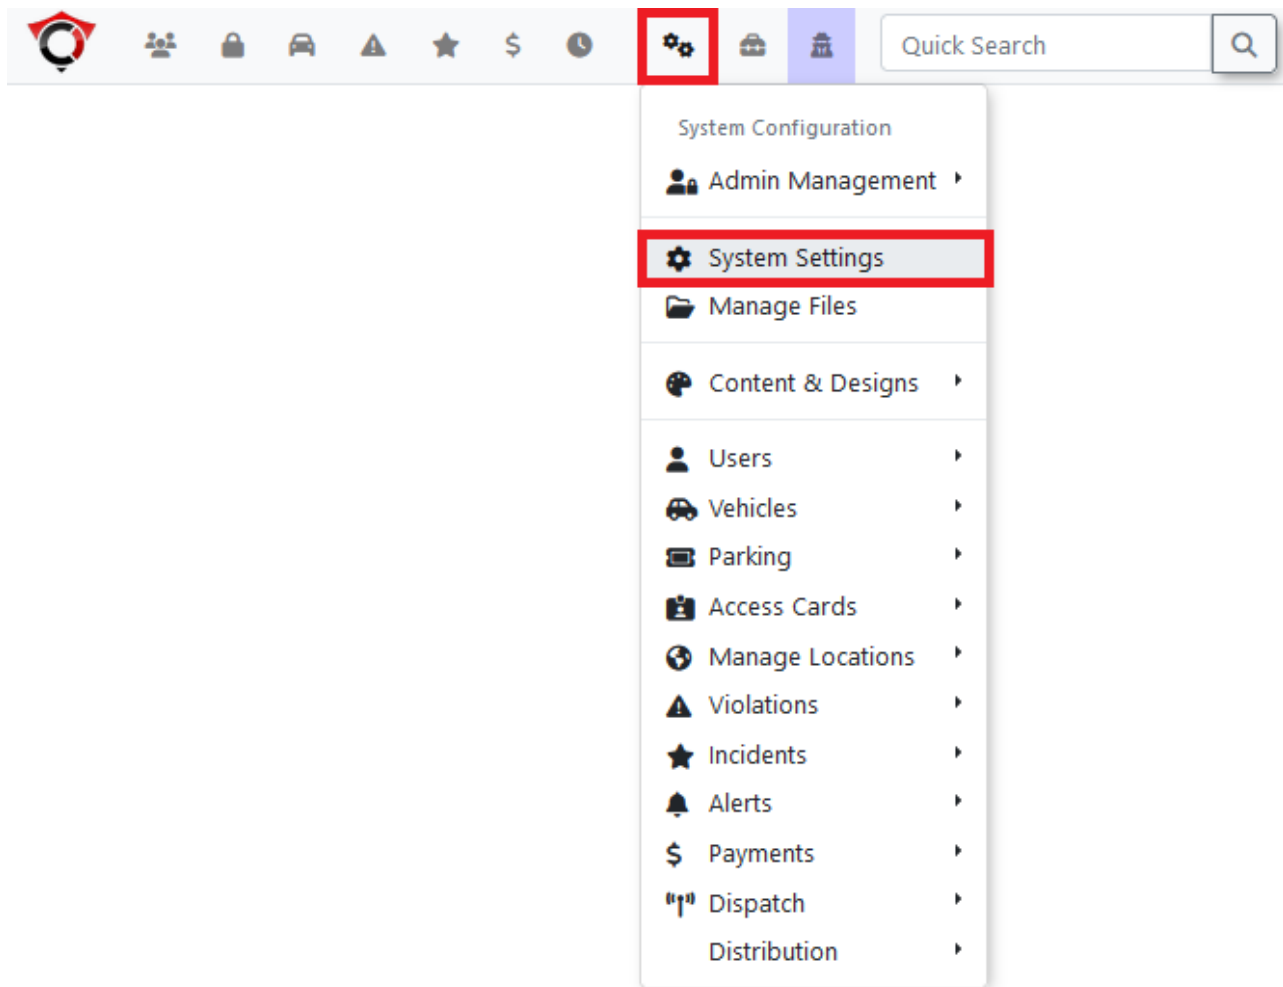 Quick Search
System Configuration
Admin Management
System Settings
Manage Files
Content & Designs
Users
Vehicles
Parking
Access Cards
Manage Locations
Violations
Incidents
Alerts
$ Payments
Dispatch
Distribution